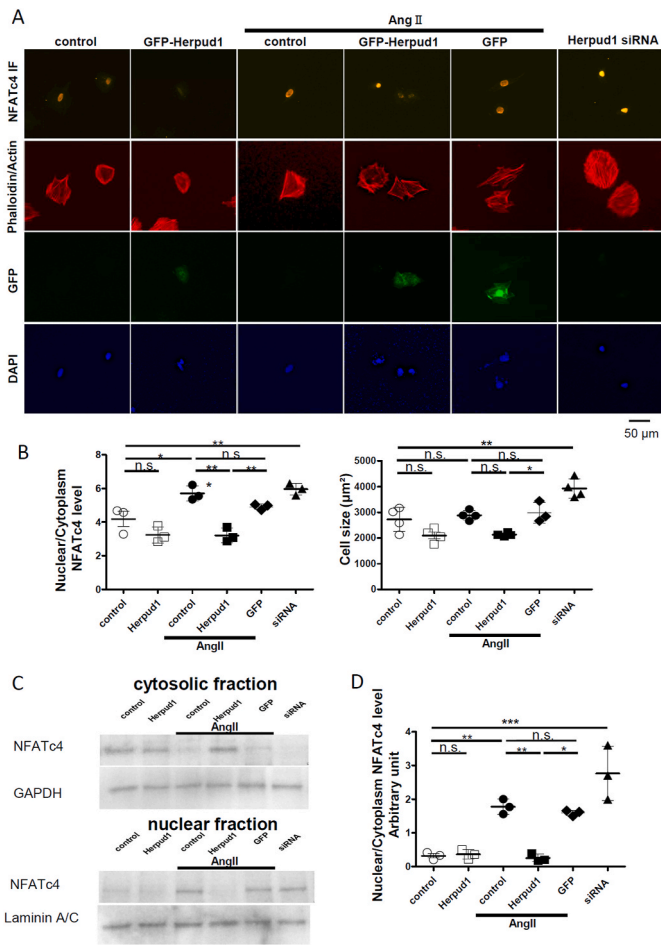 A
Ang Ⅱ
control GFP-Herpud1 control GFP-Herpud1 GFP Herpud1 siRNA
NFATc4 IF
Phalloidin/Actin
GFP
DAPI
50 µm
B
Nuclear/Cytoplasm
NFATc4 level
8
6
4
2
0
**
*
n.s
n.s.
**
**
*
control
Herpud1
control
Herpud1
GFP
siRNA
AngII
Cell size (µm²)
6000
5000
4000
3000
2000
1000
0
**
n.s.
n.s.
n.s.
n.s.
*
control
Herpud1
control
Herpud1
GFP
siRNA
AngII
C
cytosolic fraction
control Herpud1 control Herpud1 GFP siRNA
AngII
NFATc4
GAPDH
nuclear fraction
control Herpud1 control Herpud1 GFP siRNA
AngII
NFATc4
Laminin A/C
D
Nuclear/Cytoplasm NFATc4 level
Arbitrary unit
4
3
2
1
0
***
**
n.s.
n.s.
**
*
control
Herpud1
control
Herpud1
GFP
siRNA
AngII